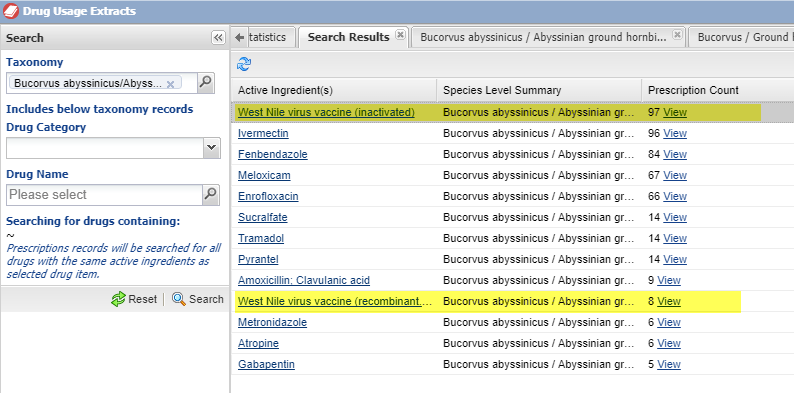 Drug Usage Extracts
Search
Taxonomy
Bucorvus abyssinicus/Abyss...
Includes below taxonomy records
Drug Category
Drug Name
Please select
Searching for drugs containing:
~
Prescriptions records will be searched for all
drugs with the same active ingredients as
selected drug item.
Reset Search
tatistics Search Results Bucorvus abyssinicus / Abyssinian ground hornbi... Bucorvus / Ground h
Active Ingredient(s) Species Level Summary Prescription Count
West Nile virus vaccine (inactivated) Bucorvus abyssinicus / Abyssinian gr... 97 View
Ivermectin Bucorvus abyssinicus / Abyssinian gr... 96 View
Fenbendazole Bucorvus abyssinicus / Abyssinian gr... 84 View
Meloxicam Bucorvus abyssinicus / Abyssinian gr... 67 View
Enrofloxacin Bucorvus abyssinicus / Abyssinian gr... 66 View
Sucralfate Bucorvus abyssinicus / Abyssinian gr... 14 View
Tramadol Bucorvus abyssinicus / Abyssinian gr... 14 View
Pyrantel Bucorvus abyssinicus / Abyssinian gr... 14 View
Amoxicillin; Clavulanic acid Bucorvus abyssinicus / Abyssinian gr... 9 View
West Nile virus vaccine (recombinant... Bucorvus abyssinicus / Abyssinian gr... 8 View
Metronidazole Bucorvus abyssinicus / Abyssinian gr... 6 View
Atropine Bucorvus abyssinicus / Abyssinian gr... 6 View
Gabapentin Bucorvus abyssinicus / Abyssinian gr... 5 View